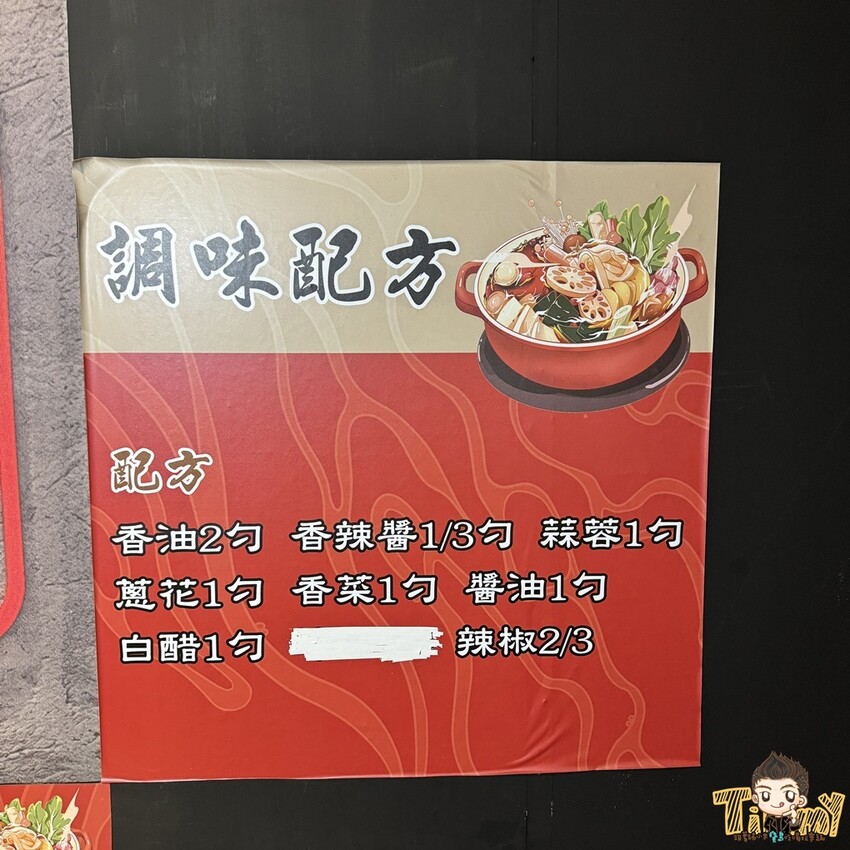 調味配方
配方
香油2勺 香辣醬1/3勺 蒜蓉1勺
蔥花1勺 香菜1勺 醬油1勺
白醋1勺 辣椒2/3